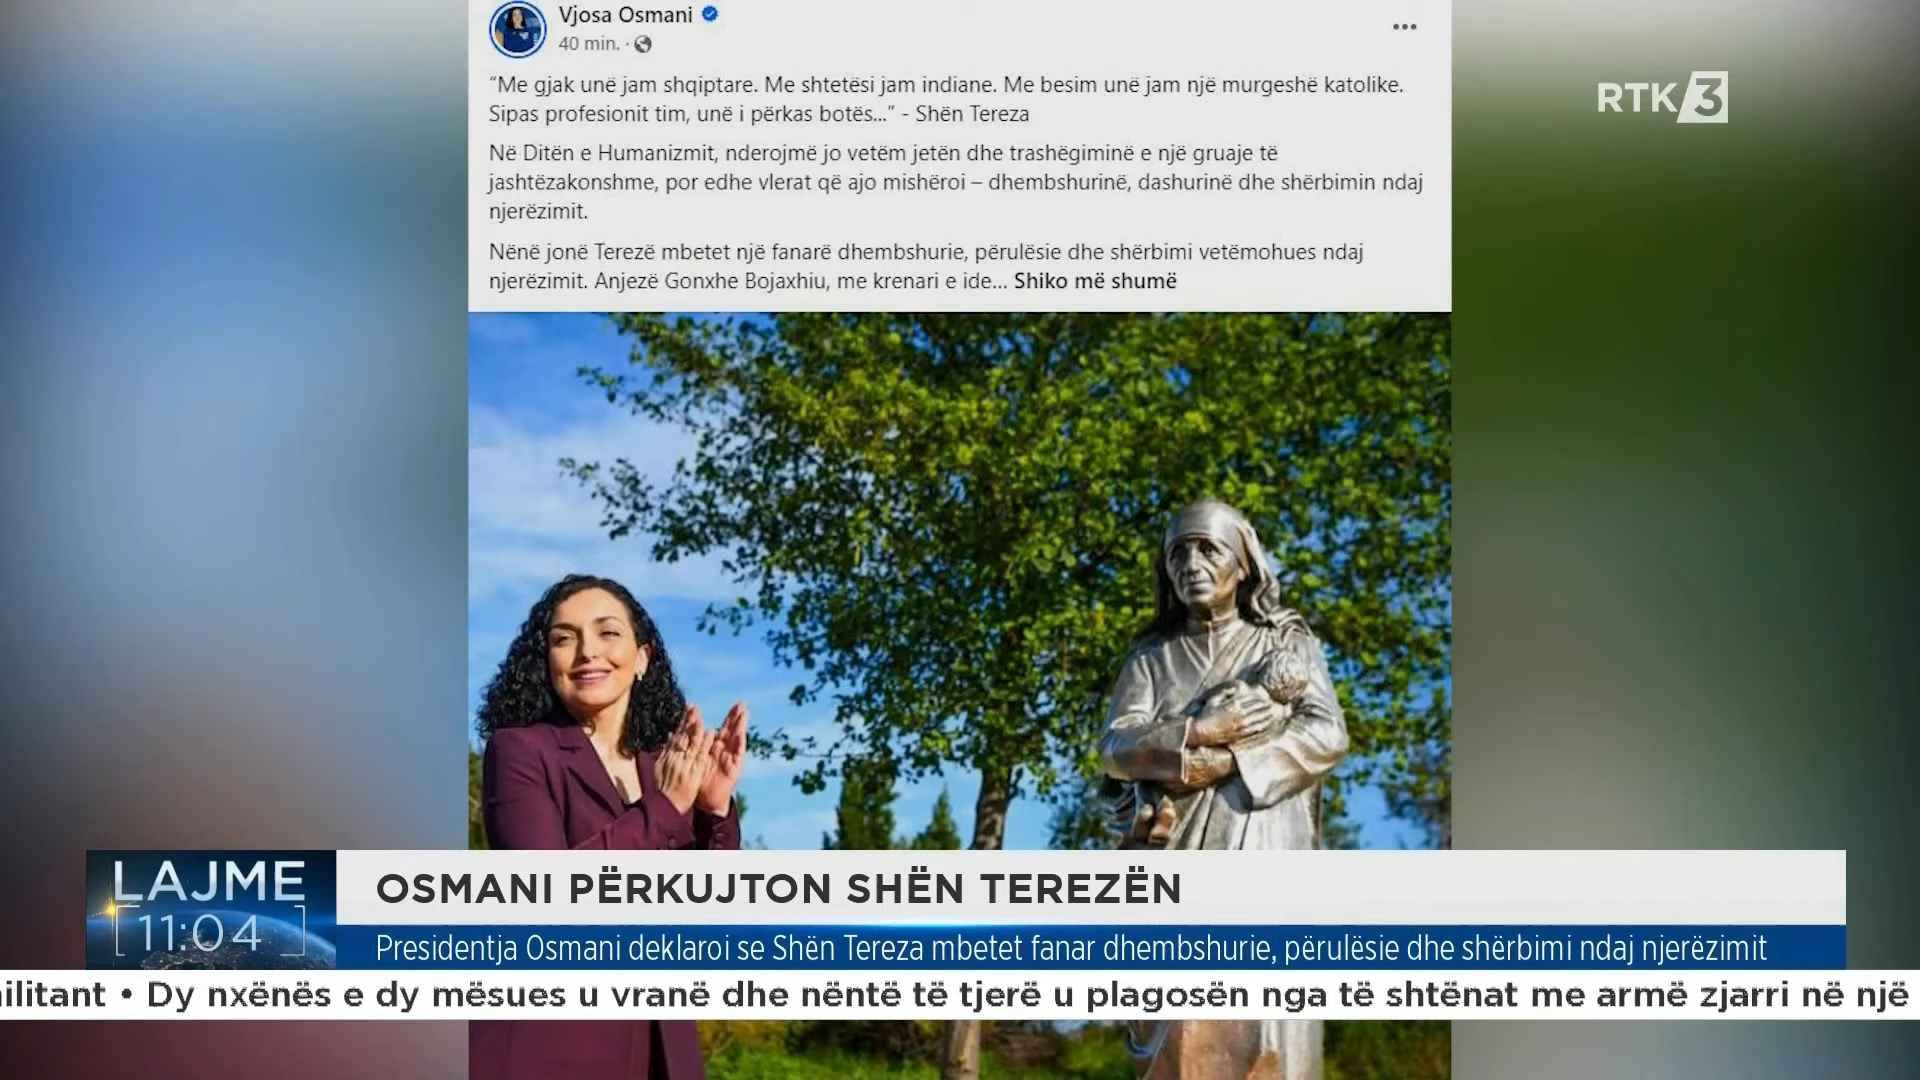 Vjosa Osmani
40 min. ·
“Me gjak unë jam shqiptare. Me shtetësi jam indiane. Me besim unë jam një murgeshë katolike.
Sipas profesionit tim, unë i përkas botës...” - Shën Tereza
Në Ditën e Humanizmit, nderojmë jo vetëm jetën dhe trashëgiminë e një gruaje të
jashtëzakonshme, por edhe vlerat që ajo mishëroi – dhembshurinë, dashurinë dhe shërbimin ndaj
njerëzimit.
Nënë jonë Terezë mbetet një fanarë dhembshurie, përulësie dhe shërbimi vetëmohues ndaj
njerëzimit. Anjezë Gonxhe Bojaxhiu, me krenari e ide... Shiko më shumë
RTK 3
LAJME
11:04
OSMANI PËRKUJTON SHËN TEREZËN
Presidentja Osmani deklaroi se Shën Tereza mbetet fanar dhembshurie, përulësie dhe shërbimi ndaj njerëzimit
ilitant • Dy nxënës e dy mësues u vranë dhe nëntë të tjerë u plagosën nga të shtënat me armë zjarri në një